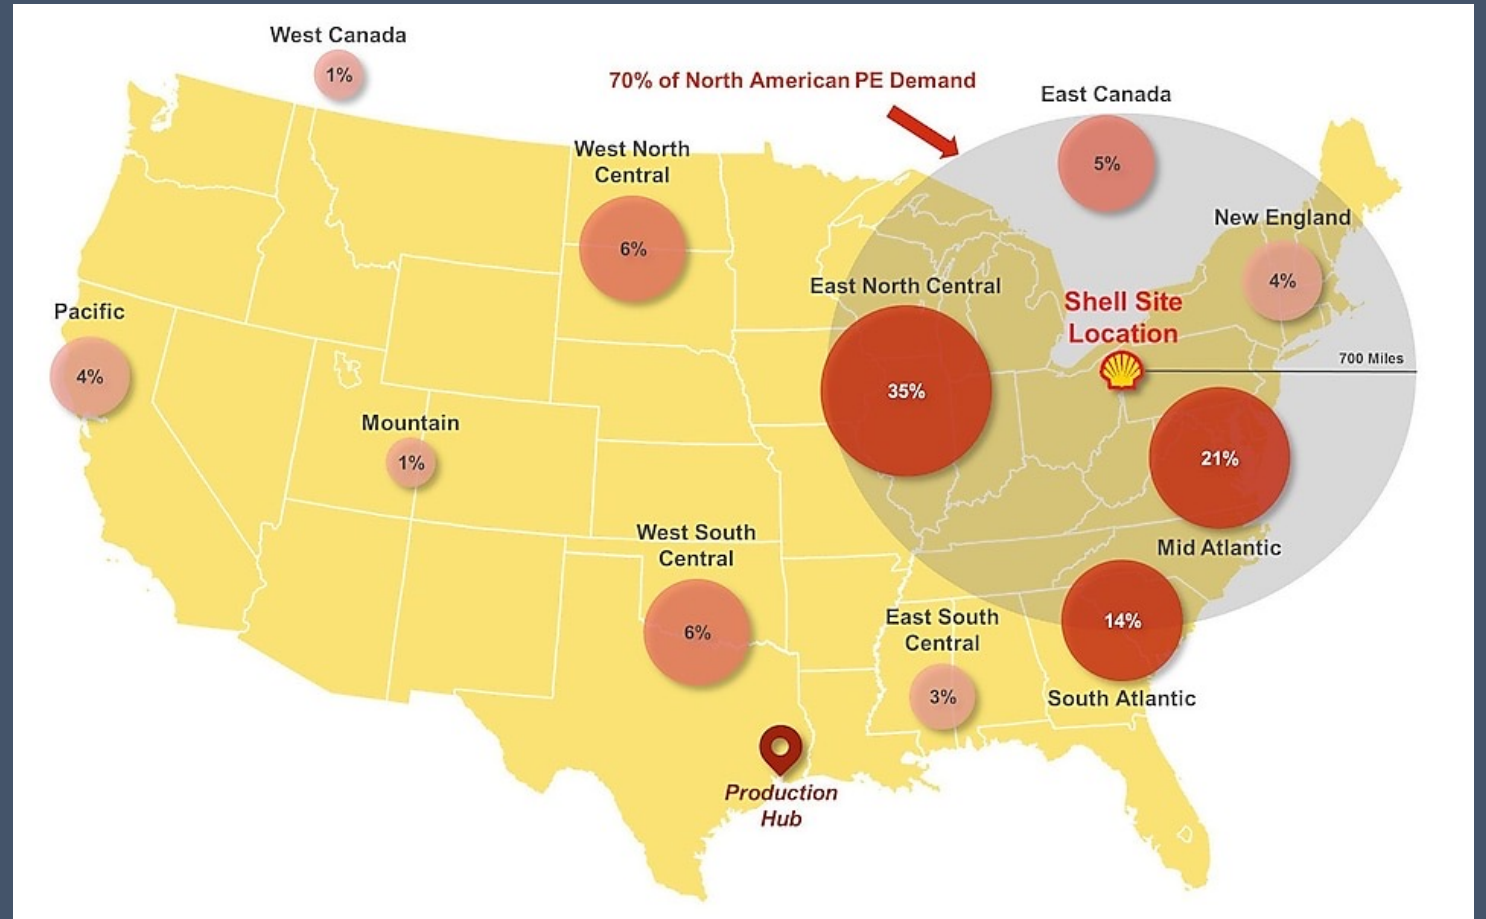 West Canada
1%
70% of North American PE Demand
East Canada
5%
West North
Central
6%
New England
4%
East North Central
35%
Shell Site
Location
700 Miles
Pacific
4%
Mountain
1%
21%
Mid Atlantic
West South
Central
6%
14%
South Atlantic
East South
Central
3%
Production
Hub